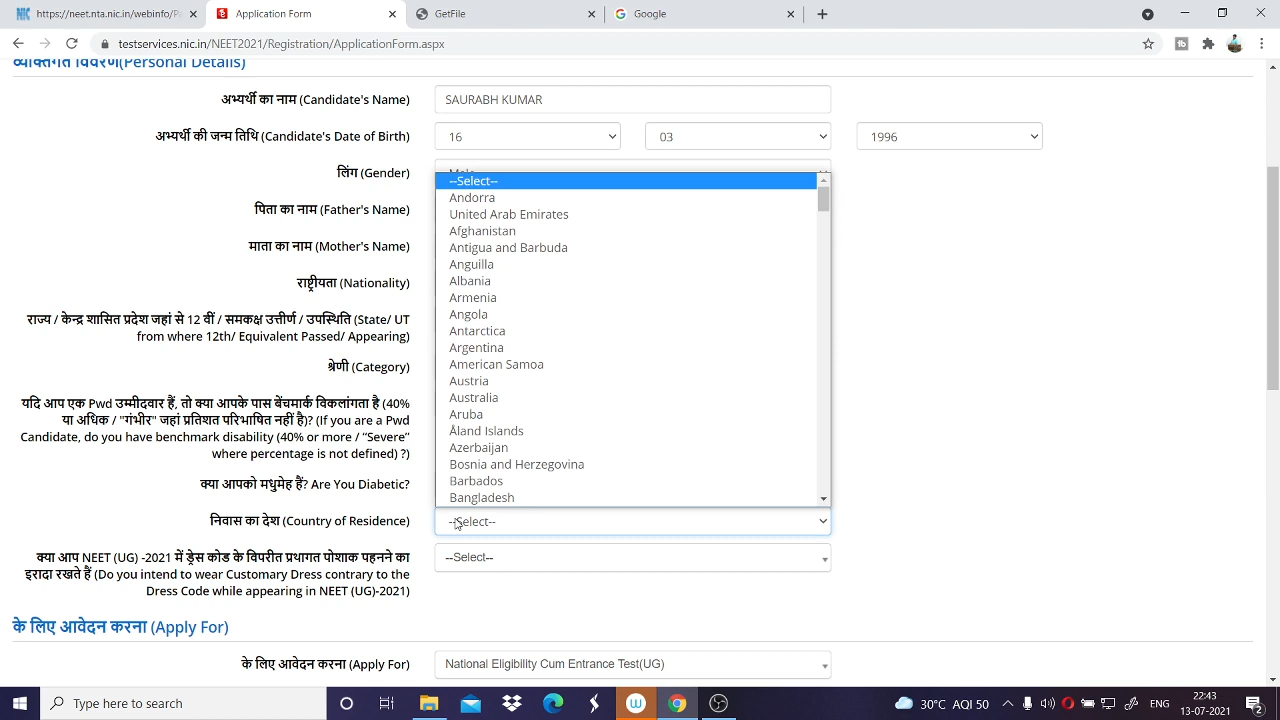 https://neet.nta.nic.in/webinfo/Pa
Application Form
GetFile
Google
testservices.nic.in/NEET2021/Registration/ApplicationForm.aspx
व्यक्तिगत विवरण(Personal Details)
अभ्यर्थी का नाम (Candidate's Name)
SAURABH KUMAR
अभ्यर्थी की जन्म तिथि (Candidate's Date of Birth)
16
03
1996
लिंग (Gender)
Male
--Select--
Andorra
पिता का नाम (Father's Name)
United Arab Emirates
Afghanistan
माता का नाम (Mother's Name)
Antigua and Barbuda
Anguilla
राष्ट्रीयता (Nationality)
Albania
Armenia
Angola
राज्य / केन्द्र शासित प्रदेश जहां से 12 वीं / समकक्ष उत्तीर्ण / उपस्थिति (State/ UT
from where 12th/ Equivalent Passed/ Appearing)
Antarctica
Argentina
श्रेणी (Category)
American Samoa
Austria
Australia
यदि आप एक Pwd उम्मीदवार हैं, तो क्या आपके पास बेंचमार्क विकलांगता है (40%
या अधिक / "गंभीर" जहां प्रतिशत परिभाषित नहीं है)? (If you are a Pwd
Candidate, do you have benchmark disability (40% or more / “Severe”
where percentage is not defined) ?)
Aruba
Åland Islands
Azerbaijan
Bosnia and Herzegovina
क्या आपको मधुमेह हैं? Are You Diabetic?
Barbados
Bangladesh
निवास का देश (Country of Residence)
--Select--
क्या आप NEET (UG) -2021 में ड्रेस कोड के विपरीत प्रथागत पोशाक पहनने का
इरादा रखते हैं (Do you intend to wear Customary Dress contrary to the
Dress Code while appearing in NEET (UG)-2021)
--Select--
के लिए आवेदन करना (Apply For)
के लिए आवेदन करना (Apply For)
National Eligibility Cum Entrance Test(UG)
Type here to search
30°C AQI 50
ENG
22:43
13-07-2021
2